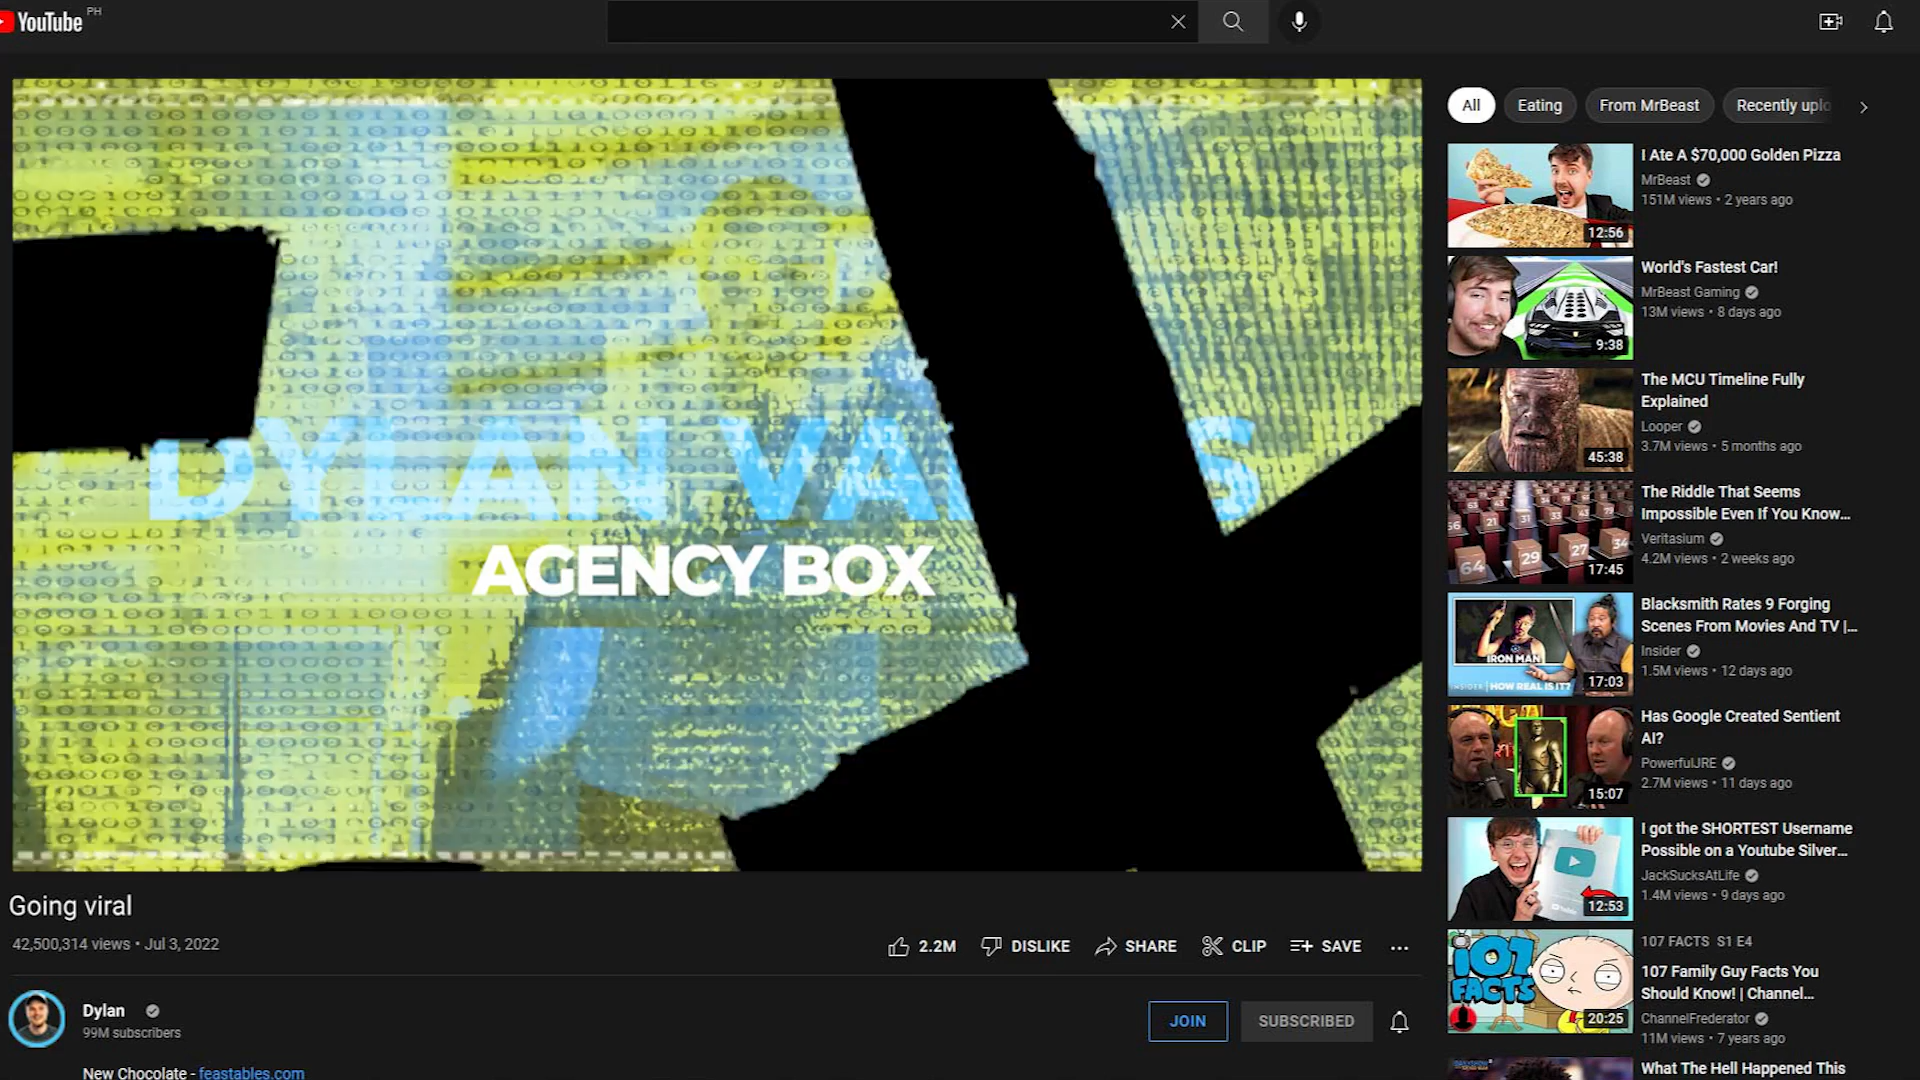 YouTube PH
All
Eating
From MrBeast
Recently uplo
DYLAN VA S
AGENCY BOX
Going viral
42,500,314 views • Jul 3, 2022
2.2M
DISLIKE
SHARE
CLIP
SAVE
Dylan
99M subscribers
JOIN
SUBSCRIBED
New Chocolate - feastables.com
12:56
I Ate A $70,000 Golden Pizza
MrBeast
151M views • 2 years ago
9:38
World's Fastest Car!
MrBeast Gaming
13M views • 8 days ago
45:38
The MCU Timeline Fully
Explained
Looper
3.7M views • 5 months ago
64
29
27
34
21
31
33
17:45
The Riddle That Seems
Impossible Even If You Know...
Veritasium
4.2M views • 2 weeks ago
IRON MAN
INSIDER | HOW REAL IS IT?
17:03
Blacksmith Rates 9 Forging
Scenes From Movies And TV |...
Insider
1.5M views • 12 days ago
15:07
Has Google Created Sentient
AI?
PowerfulJRE
2.7M views • 11 days ago
12:53
I got the SHORTEST Username
Possible on a Youtube Silver...
JackSucksAtLife
1.4M views • 9 days ago
107
FACTS
20:25
107 FACTS S1 E4
107 Family Guy Facts You
Should Know! | Channel...
ChannelFrederator
11M views • 7 years ago
What The Hell Happened This